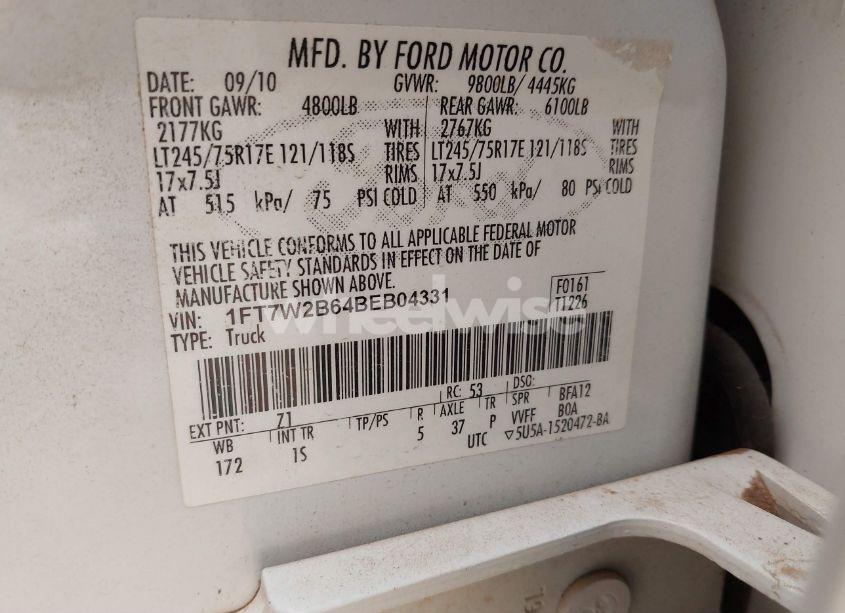 MFD. BY FORD MOTOR CO.
DATE: 09/10 GVWR: 9800LB/ 4445KG
FRONT GAWR: 4800LB REAR GAWR: 6100LB
2177KG WITH 2767KG WITH
LT245/75R17E 121/118S TIRES LT245/75R17E 121/118S TIRES
17x7.5J RIMS 17x7.5J RIMS
AT 515 kPa/ 75 PSI COLD AT 550 kPa/ 80 PSI COLD
THIS VEHICLE CONFORMS TO ALL APPLICABLE FEDERAL MOTOR
VEHICLE SAFETY STANDARDS IN EFFECT ON THE DATE OF
MANUFACTURE SHOWN ABOVE.
VIN: 1FT7W2B64BEB04331 F0161
TYPE: Truck T1226
wheelwise
EXT PNT: Z1 RC: 53 DSO:
WB INT TR TP/PS R AXLE TR SPR BFA12
172 1S 5 37 P VVFF BOA
UTC ▽5U5A-1520472-BA